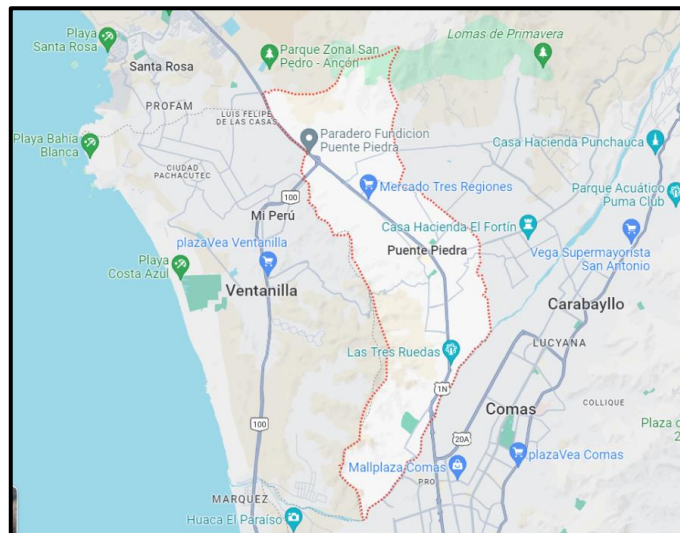 Playa
Santa Rosa
Santa Rosa
Parque Zonal San
Pedro - Ancón
Lomas de Primavera
PROFAM
LUIS FELIPE
DE LAS CASAS
Paradero Fundicion
Puente Piedra
Casa Hacienda Punchauca
Playa Bahía
Blanca
CIUDAD
PACHACUTEC
100
Mercado Tres Regiones
Parque Acuático
Puma Club
Mi Perú
Casa Hacienda El Fortín
plazaVea Ventanilla
Puente Piedra
Vega Supermayorista
San Antonio
Playa
Costa Azul
Ventanilla
Carabayllo
LUCYANA
Las Tres Ruedas
1N
COLLIQUE
Comas
100
20A
Plaza d
2
Mallplaza Comas
plazaVea Comas
PRO
MARQUEZ
Huaca El Paraíso